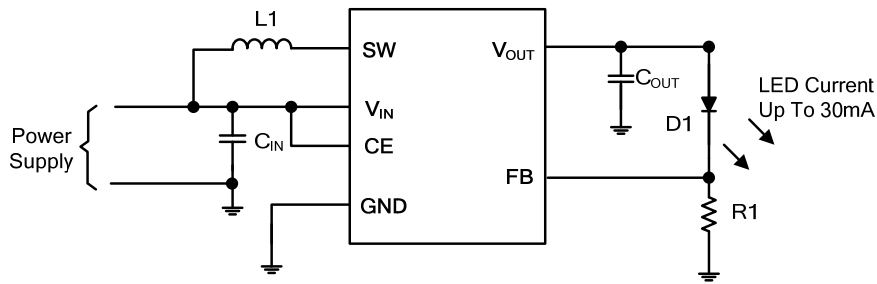 L1
SW
VOUT
COUT
LED Current
Up To 30mA
D1
Power
Supply
CIN
VIN
CE
FB
GND
R1